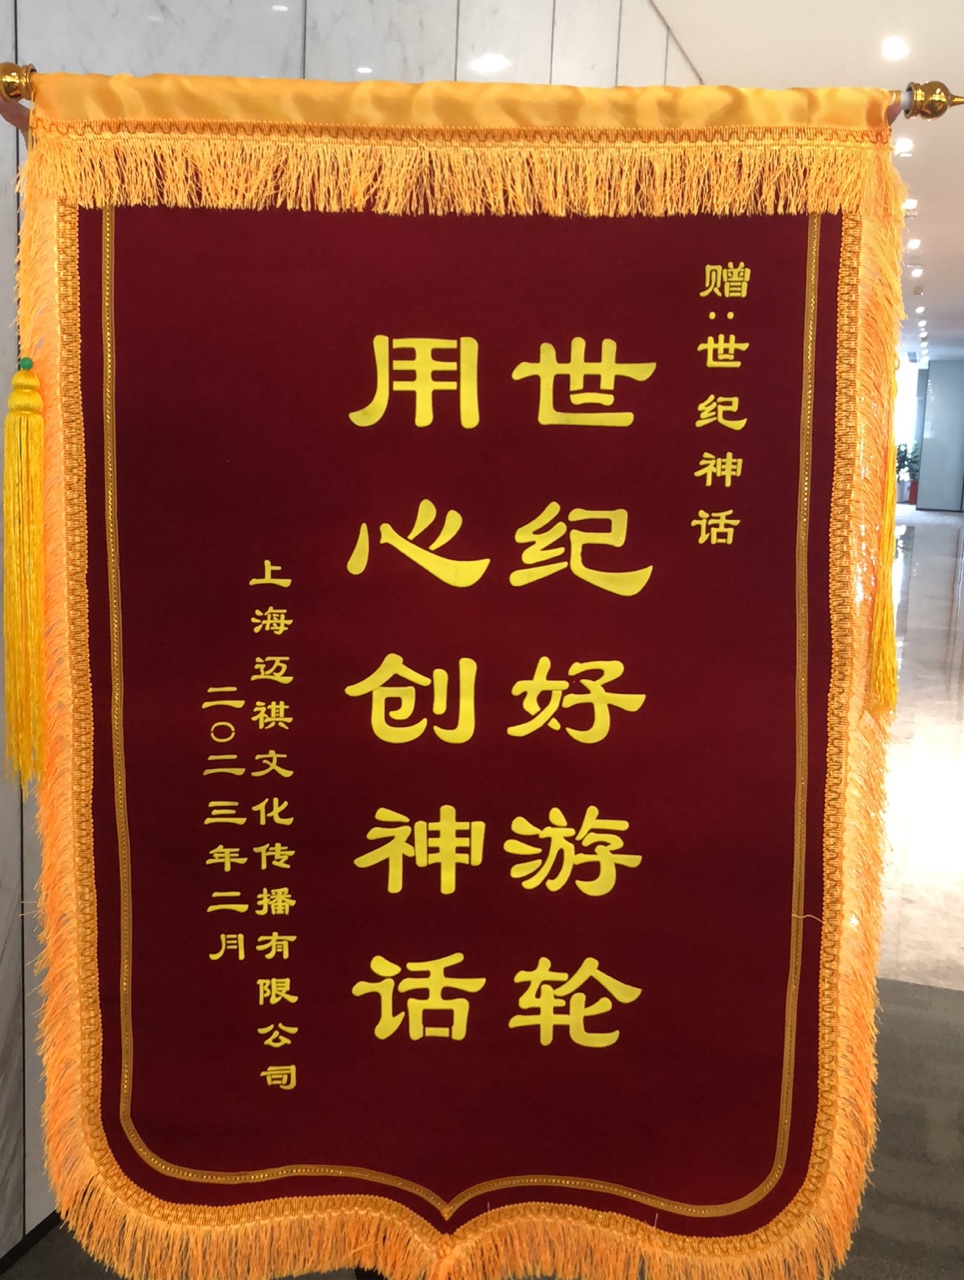 赠:世纪神话
世纪好游轮
用心创神话
上海迈祺文化传播有限公司
二〇二三年二月